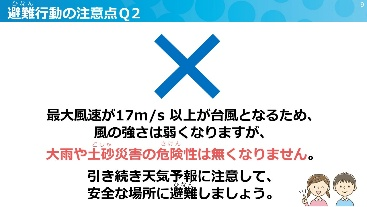 9
ひなん
避難行動の注意点Q2
最大風速が17m/s 以上が台風となるため、
風の強さは弱くなりますが、
大雨や土砂災害の危険性は無くなりません。
引き続き天気予報に注意して、
安全な場所に避難しましょう。